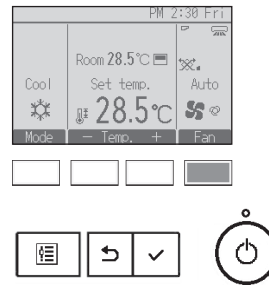 PM 2:30 Fri
Room 28.5°C
Cool Set temp. Auto
28.5°C
Mode − Temp. + Fan